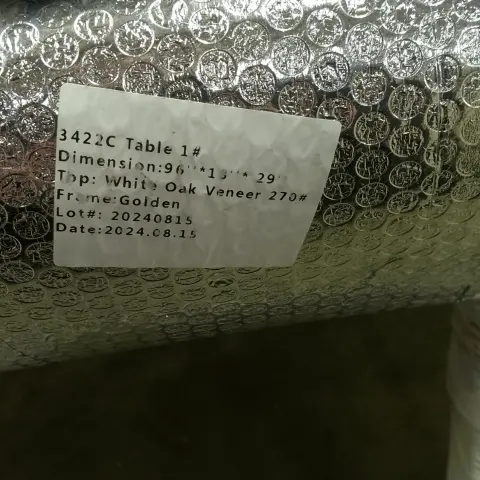 3422C Table 1#
Dimension:96''* 29''
Top: White Oak Veneer 270#
Frame:Golden
Lot#: 20240815
Date:2024.08.15